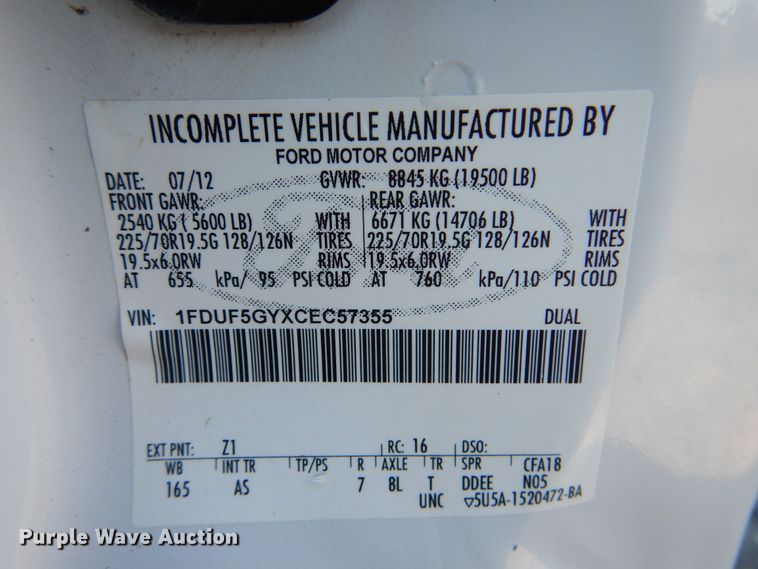 INCOMPLETE VEHICLE MANUFACTURED BY
FORD MOTOR COMPANY
DATE: 07/12 GVWR: 8845 KG (19500 LB)
FRONT GAWR: REAR GAWR:
2540 KG ( 5600 LB) WITH 6671 KG (14706 LB) WITH
225/70R19.5G 128/126N TIRES 225/70R19.5G 128/126N TIRES
19.5x6.0RW RIMS 19.5x6.0RW RIMS
AT 655 kPa/ 95 PSI COLD AT 760 kPa/110 PSI COLD
VIN: 1FDUF5GYXCEC57355 DUAL
EXT PNT: Z1 RC: 16 DSO:
WB INT TR TP/PS R AXLE TR SPR CFA18
165 AS 7 8L T DDEE N05
UNC ▽5U5A-1520472-BA
Purple Wave Auction